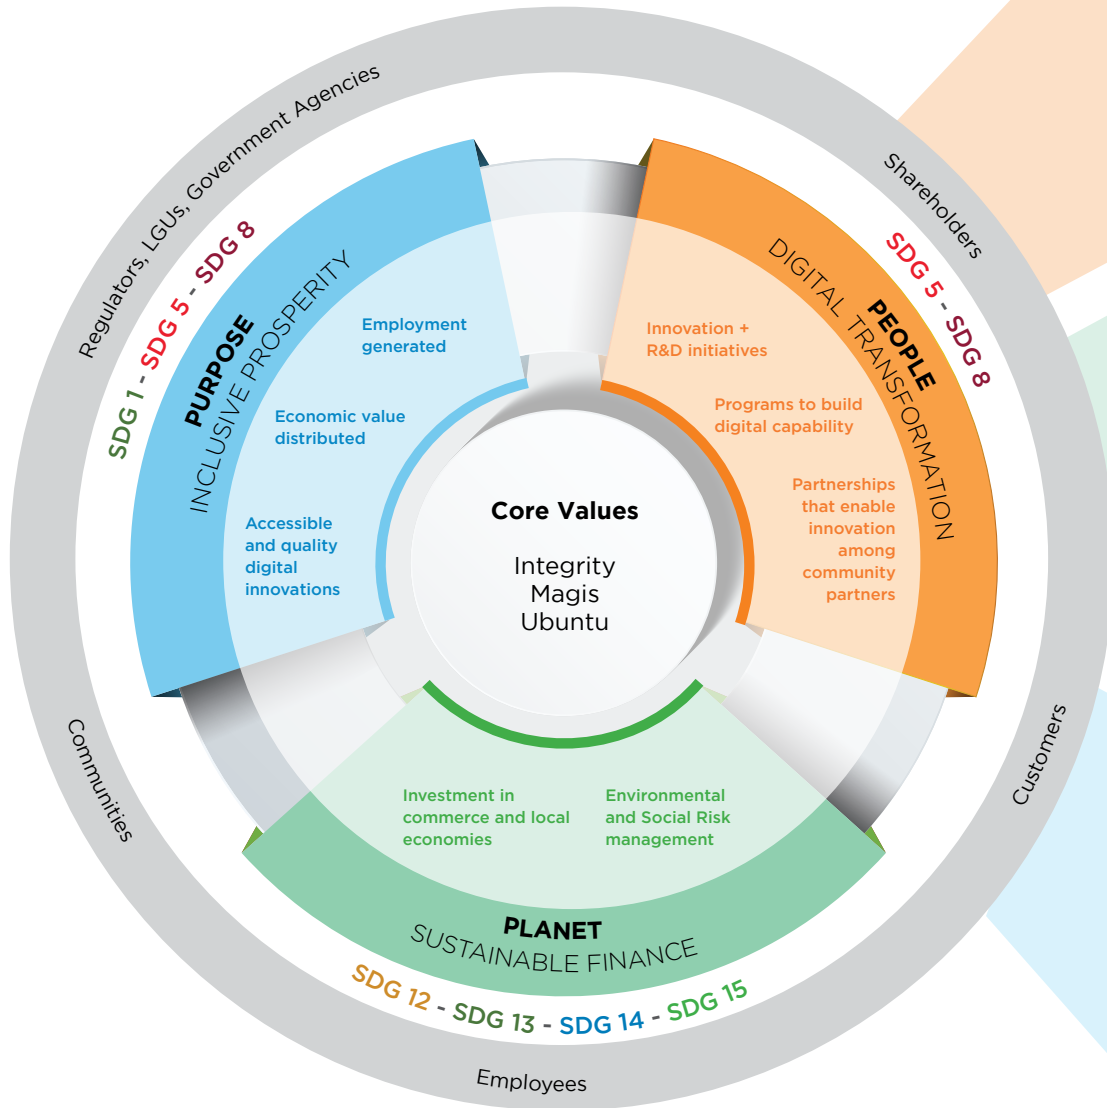 Regulators, LGUs, Government Agencies
Shareholders
Customers
Employees
Communities
SDG 1 - SDG 5 - SDG 8
PURPOSE
INCLUSIVE PROSPERITY
Employment
generated
Economic value
distributed
Accessible
and quality
digital
innovations
SDG 5 - SDG 8
PEOPLE
DIGITAL TRANSFORMATION
Innovation +
R&D initiatives
Programs to build
digital capability
Partnerships
that enable
innovation
among
community
partners
Core Values
Integrity
Magis
Ubuntu
Investment in
commerce and local
economies
Environmental
and Social Risk
management
PLANET
SUSTAINABLE FINANCE
SDG 12 - SDG 13 - SDG 14 - SDG 15